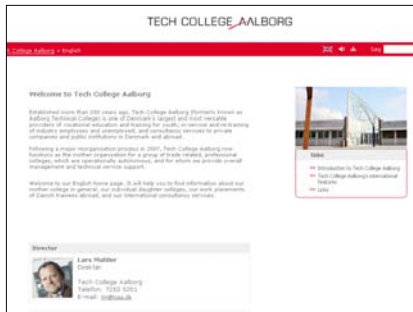 TECH COLLEGE AALBORG
College Aalborg > English
Søg
Welcome to Tech College Aalborg
Established more than 200 years ago, Tech College Aalborg (formerly known as
Aalborg Technical College) is one of Denmark's largest and most versatile
providers of vocational education and training for youth, in-service and re-training
of industry employees and unemployed, and consultancy services to private
companies and public institutions in Denmark and abroad.
Following a major reorganisation process in 2007, Tech College Aalborg now
functions as the mother organisation for a group of trade related, professional
colleges, which are operationally autonomous, and for whom we provide overall
management and technical service support.
Welcome to our English home page. It will help you to find information about our
mother college in general, our individual daughter colleges, our work placements
of Danish trainees abroad, and our international consultancy services.
Introduction to Tech College Aalborg
Tech College Aalborg's international
features
Links
Director
Lars
Direktør
Tech College Aalborg
Telefon: 7250 5201
E-mail: